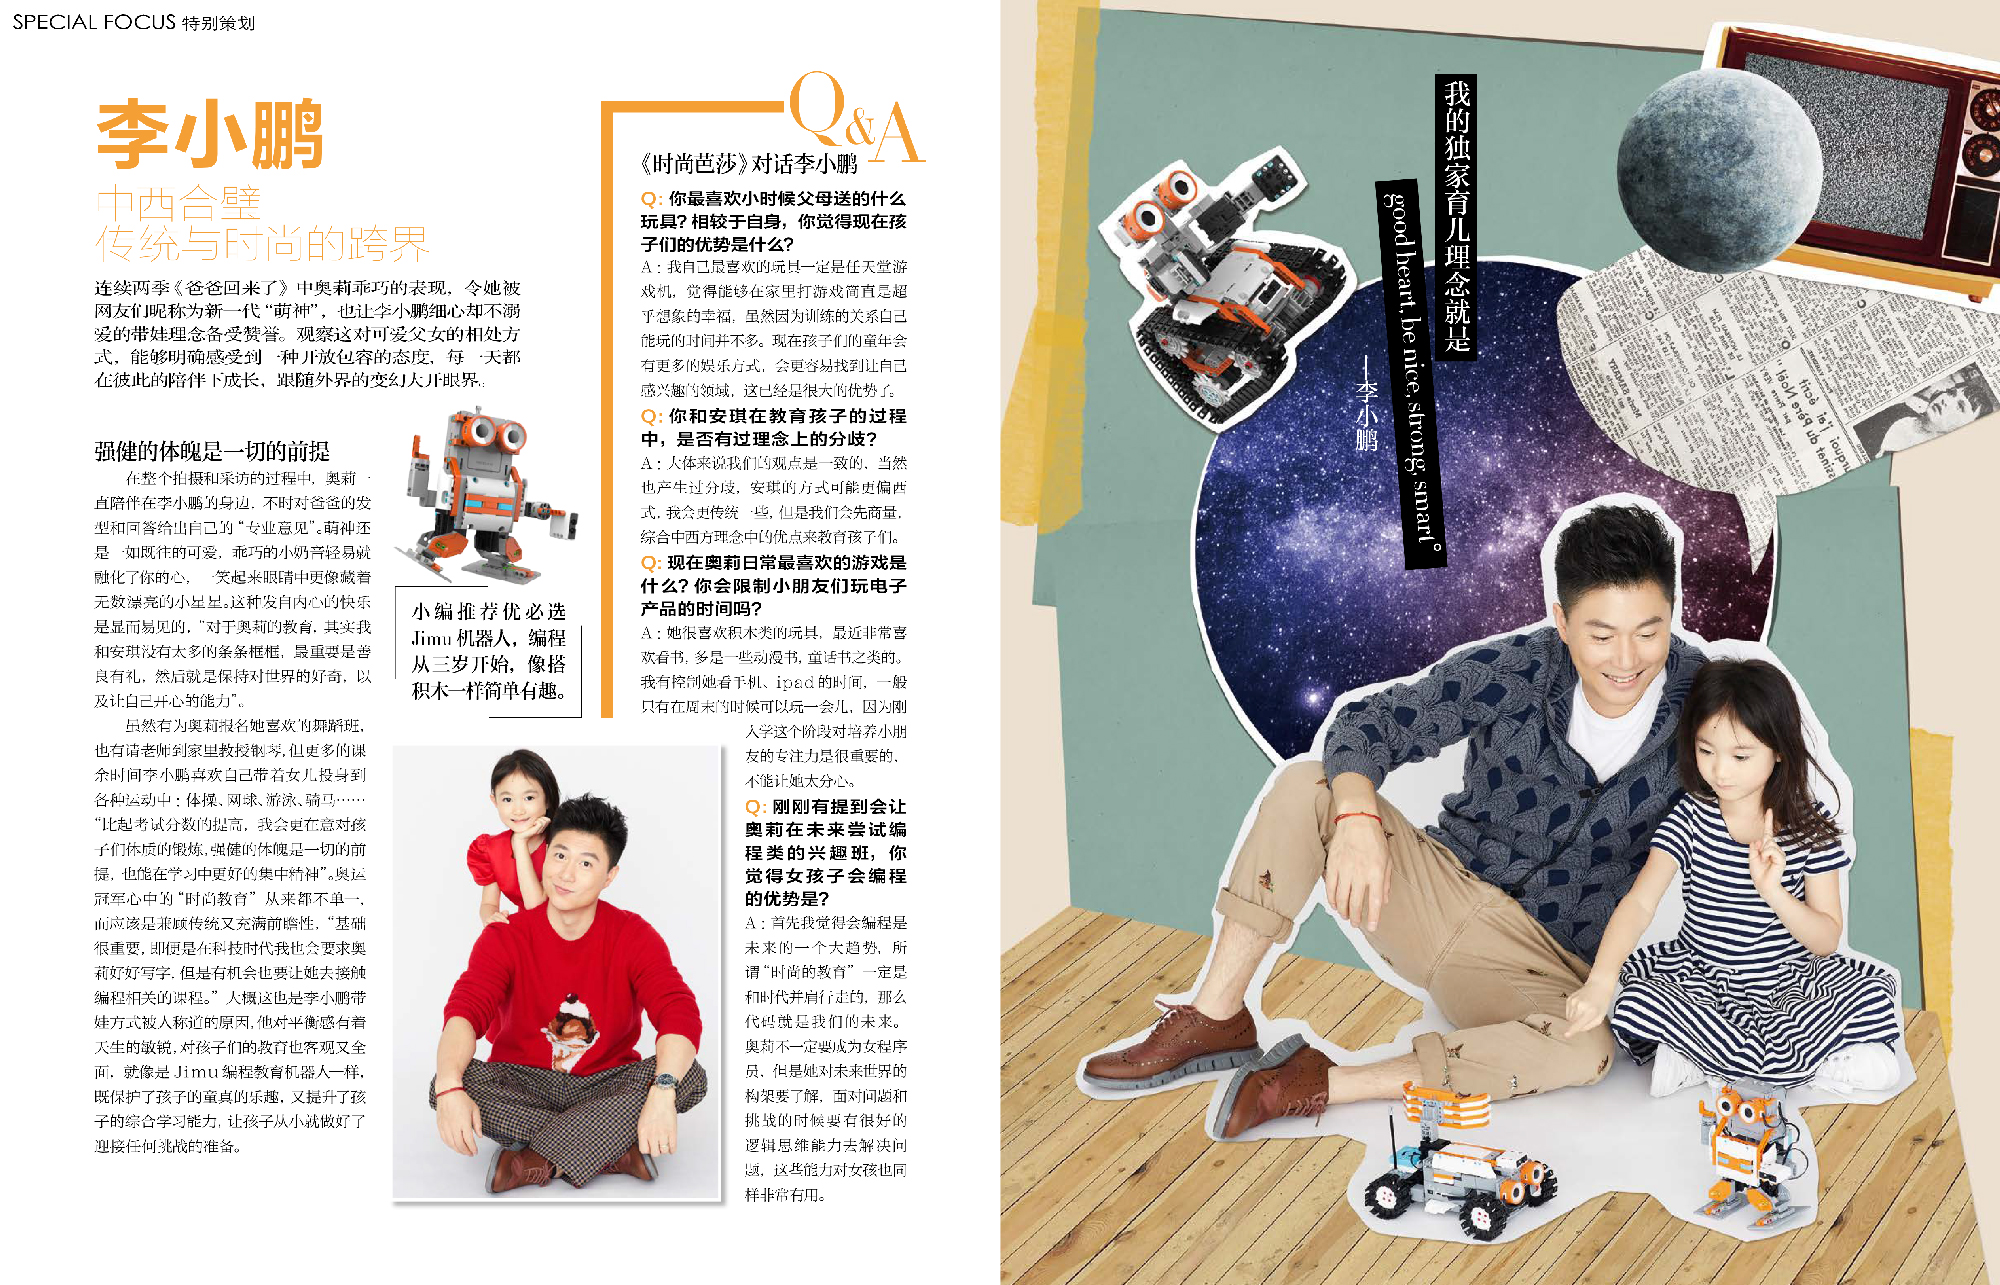 SPECIAL FOCUS 特别策划
李小鹏
中西合璧
传统与时尚的跨界
连续两季《爸爸回来了》中奥莉乖巧的表现，令她被
网友们昵称为新一代“萌神”，也让李小鹏细心却不溺
爱的带娃理念备受赞誉。观察这对可爱父女的相处方
式，能够明确感受到一种开放包容的态度，每一天都
在彼此的陪伴下成长，跟随外界的变幻大开眼界。
强健的体魄是一切的前提
在整个拍摄和采访的过程中，奥莉一
直陪伴在李小鹏的身边，不时对爸爸的发
型和回答给出自己的“专业意见”。萌神还
是一如既往的可爱，乖巧的小奶音轻易就
融化了你的心，一笑起来眼睛中更像藏着
无数漂亮的小星星。这种发自内心的快乐
是显而易见的，“对于奥莉的教育，其实我
和安琪没有太多的条条框框，最重要是善
良有礼，然后就是保持对世界的好奇，以
及让自己开心的能力”。
虽然有为奥莉报名她喜欢的舞蹈班，
也有请老师到家里教授钢琴，但更多的课
余时间李小鹏喜欢自己带着女儿投身到
各种运动中：体操、网球、游泳、骑马……
“比起考试分数的提高，我会更在意对孩
子们体质的锻炼，强健的体魄是一切的前
提，也能在学习中更好的集中精神”。奥运
冠军心中的“时尚教育”从来都不单一，
而应该是兼顾传统又充满前瞻性，“基础
很重要，即便是在科技时代我也会要求奥
莉好好写字，但是有机会也要让她去接触
编程相关的课程。”大概这也是李小鹏带
娃方式被人称道的原因，他对平衡感有着
天生的敏锐，对孩子们的教育也客观又全
面，就像是Jimu编程教育机器人一样，
既保护了孩子的童真的乐趣，又提升了孩
子的综合学习能力，让孩子从小就做好了
迎接任何挑战的准备。
小编推荐优必选
Jimu机器人，编程
从三岁开始，像搭
积木一样简单有趣。
Q&A
《时尚芭莎》对话李小鹏
Q：你最喜欢小时候父母送的什么
玩具？相较于自身，你觉得现在孩
子们的优势是什么？
A：我自己最喜欢的玩具一定是任天堂游
戏机，觉得能够在家里打游戏简直是超
乎想象的幸福，虽然因为训练的关系自己
能玩的时间并不多。现在孩子们的童年会
有更多的娱乐方式，会更容易找到让自己
感兴趣的领域，这已经是很大的优势了。
Q：你和安琪在教育孩子的过程
中，是否有过理念上的分歧？
A：大体来说我们的观点是一致的，当然
也产生过分歧，安琪的方式可能更偏西
式，我会更传统一些，但是我们会先商量，
综合中西方理念中的优点来教育孩子们。
Q：现在奥莉日常最喜欢的游戏是
什么？你会限制小朋友们玩电子
产品的时间吗？
A：她很喜欢积木类的玩具，最近非常喜
欢看书，多是一些动漫书，童话书之类的。
我有控制她看手机、ipad的时间，一般
只有在周末的时候可以玩一会儿，因为刚
入学这个阶段对培养小朋
友的专注力是很重要的，
不能让她太分心。
Q：刚刚有提到会让
奥莉在未来尝试编
程类的兴趣班，你
觉得女孩子会编程
的优势是？
A：首先我觉得会编程是
未来的一个大趋势，所
谓“时尚的教育”一定是
和时代并肩行走的，那么
代码就是我们的未来。
奥莉不一定要成为女程序
员，但是她对未来世界的
构架要了解，面对问题和
挑战的时候要有很好的
逻辑思维能力去解决问
题，这些能力对女孩也同
样非常有用。
我的独家育儿理念就是
good heart, be nice, strong, smart。
——李小鹏